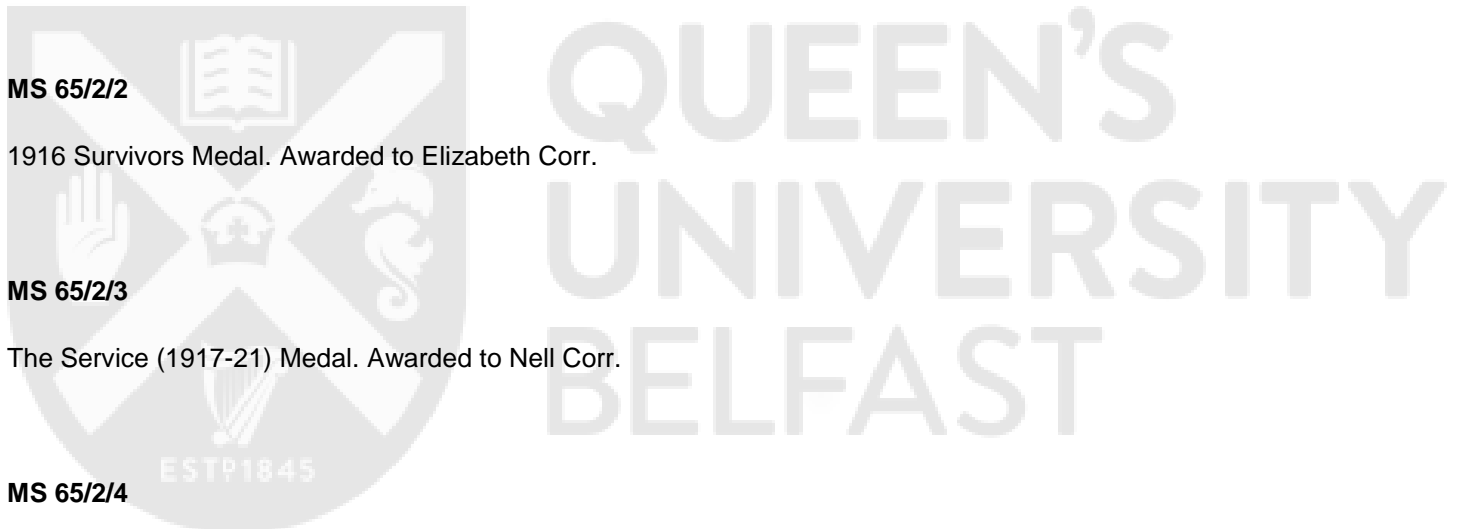 QUEEN'S
UNIVERSITY
BELFAST
ESTD1845
MS 65/2/2
1916 Survivors Medal. Awarded to Elizabeth Corr.
MS 65/2/3
The Service (1917-21) Medal. Awarded to Nell Corr.
MS 65/2/4